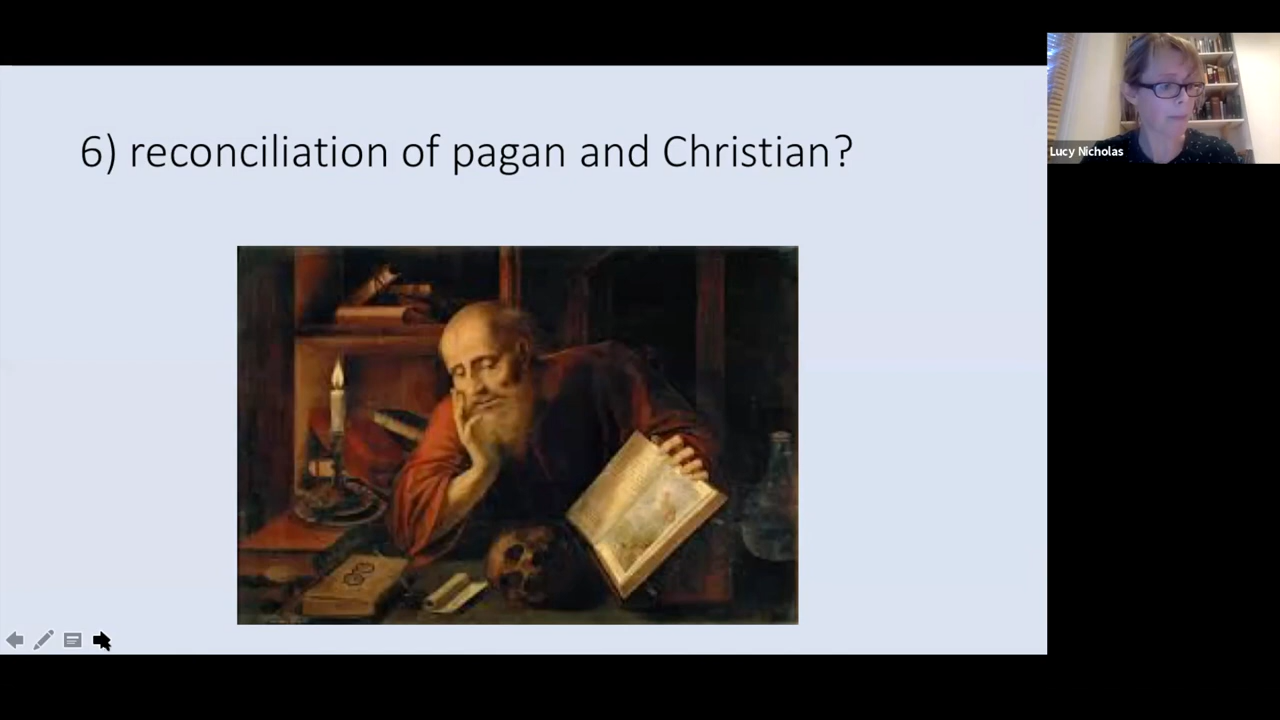 6) reconciliation of pagan and Christian?
Lucy Nicholas